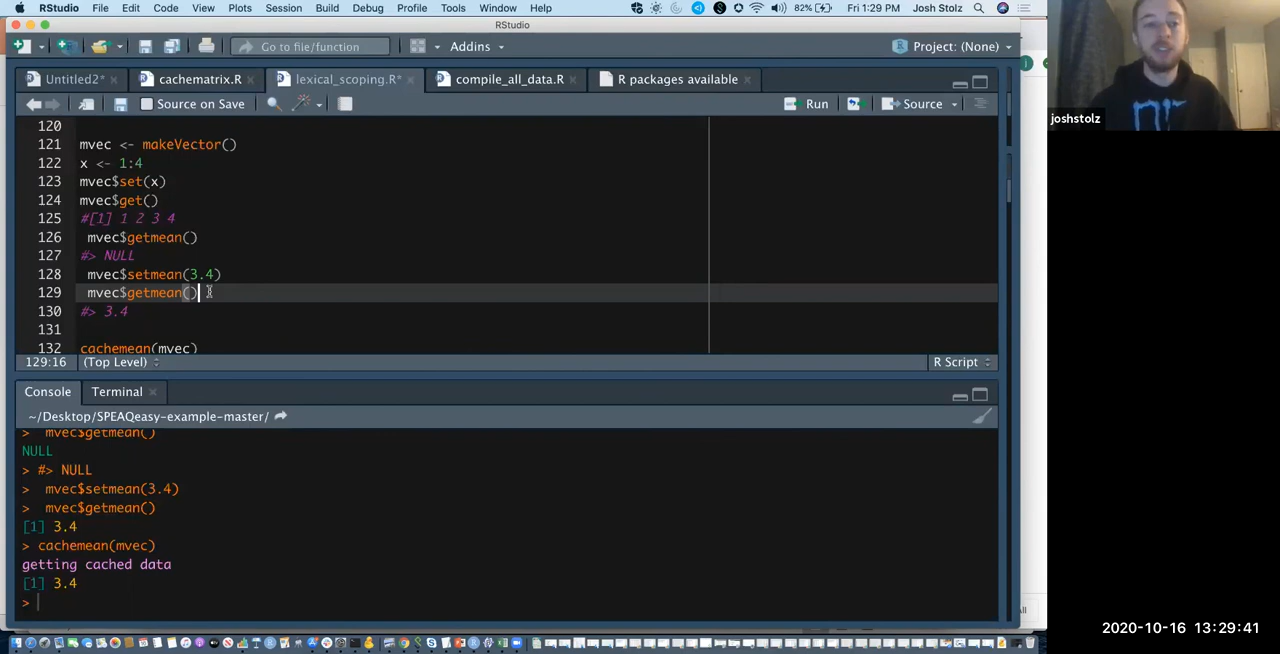 RStudio File Edit Code View Plots Session Build Debug Profile Tools Window Help 82% Fri 1:29 PM Josh Stolz
RStudio
Go to file/function Addins Project: (None)
Untitled2* cachematrix.R lexical_scoping.R* compile_all_data.R R packages available
Source on Save Run Source
120
121 mvec <- makeVector()
122 x <- 1:4
123 mvec$set(x)
124 mvec$get()
125 #[1] 1 2 3 4
126 mvec$getmean()
127 #> NULL
128 mvec$setmean(3.4)
129 mvec$getmean()
130 #> 3.4
131
132 cachemean(mvec)
129:16 (Top Level) R Script
Console Terminal
~/Desktop/SPEAQeasy-example-master/
> mvec$getmean()
NULL
> #> NULL
> mvec$setmean(3.4)
> mvec$getmean()
[1] 3.4
> cachemean(mvec)
getting cached data
[1] 3.4
>
joshstolz
2020-10-16 13:29:41